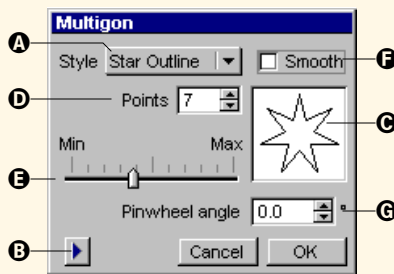 Multigon
A Style Star Outline Smooth F
D Points 7
C
Min Max
E
Pinwheel angle 0.0 ° G
B Cancel OK